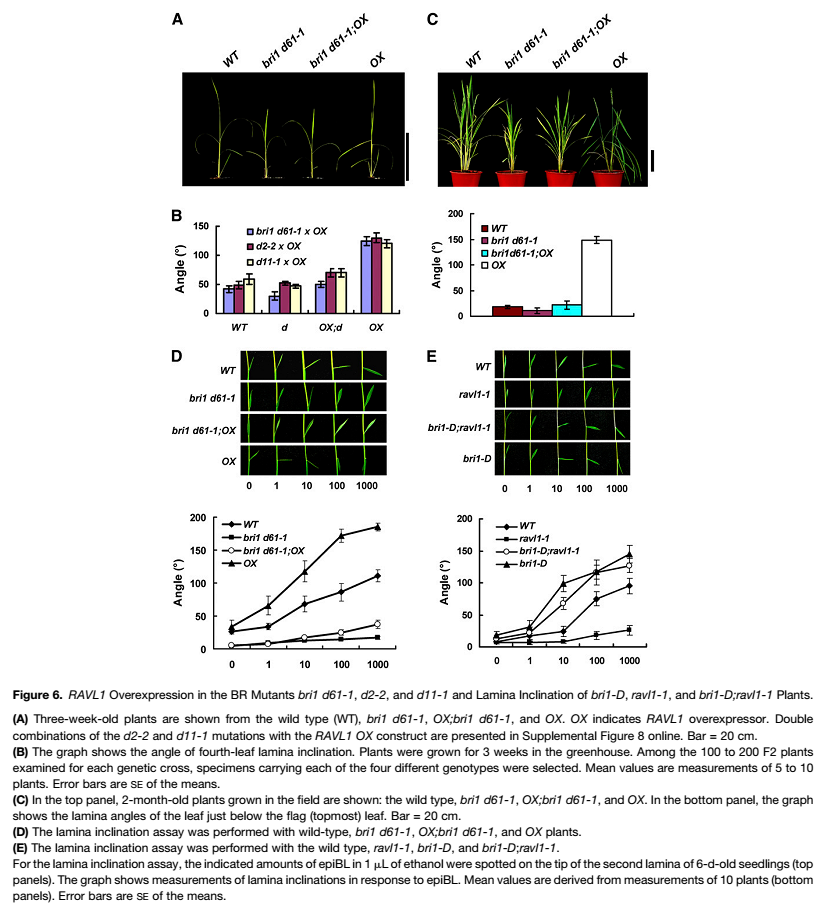 A
WT
bri1 d61-1
bri1 d61-1;OX
OX
C
WT
bri1 d61-1
bri1 d61-1;OX
OX
B
Angle (°)
150
100
50
0
bri1 d61-1 x OX
d2-2 x OX
d11-1 x OX
WT d OX;d OX
Angle (°)
200
150
100
50
0
WT
bri1 d61-1
bri1d61-1;OX
OX
D
WT
bri1 d61-1
bri1 d61-1;OX
OX
0 1 10 100 1000
Angle (°)
200
150
100
50
0
WT
bri1 d61-1
bri1 d61-1;OX
OX
0 1 10 100 1000
E
WT
ravl1-1
bri1-D;ravl1-1
bri1-D
0 1 10 100 1000
Angle (°)
200
150
100
50
0
WT
ravl1-1
bri1-D;ravl1-1
bri1-D
0 1 10 100 1000
Figure 6. RAVL1 Overexpression in the BR Mutants bri1 d61-1, d2-2, and d11-1 and Lamina Inclination of bri1-D, ravl1-1, and bri1-D;ravl1-1 Plants.
(A) Three-week-old plants are shown from the wild type (WT), bri1 d61-1, OX;bri1 d61-1, and OX. OX indicates RAVL1 overexpressor. Double
combinations of the d2-2 and d11-1 mutations with the RAVL1 OX construct are presented in Supplemental Figure 8 online. Bar = 20 cm.
(B) The graph shows the angle of fourth-leaf lamina inclination. Plants were grown for 3 weeks in the greenhouse. Among the 100 to 200 F2 plants
examined for each genetic cross, specimens carrying each of the four different genotypes were selected. Mean values are measurements of 5 to 10
plants. Error bars are SE of the means.
(C) In the top panel, 2-month-old plants grown in the field are shown: the wild type, bri1 d61-1, OX;bri1 d61-1, and OX. In the bottom panel, the graph
shows the lamina angles of the leaf just below the flag (topmost) leaf. Bar = 20 cm.
(D) The lamina inclination assay was performed with wild-type, bri1 d61-1, OX;bri1 d61-1, and OX plants.
(E) The lamina inclination assay was performed with the wild type, ravl1-1, bri1-D, and bri1-D;ravl1-1.
For the lamina inclination assay, the indicated amounts of epiBL in 1 μL of ethanol were spotted on the tip of the second lamina of 6-d-old seedlings (top
panels). The graph shows measurements of lamina inclinations in response to epiBL. Mean values are derived from measurements of 10 plants (bottom
panels). Error bars are SE of the means.